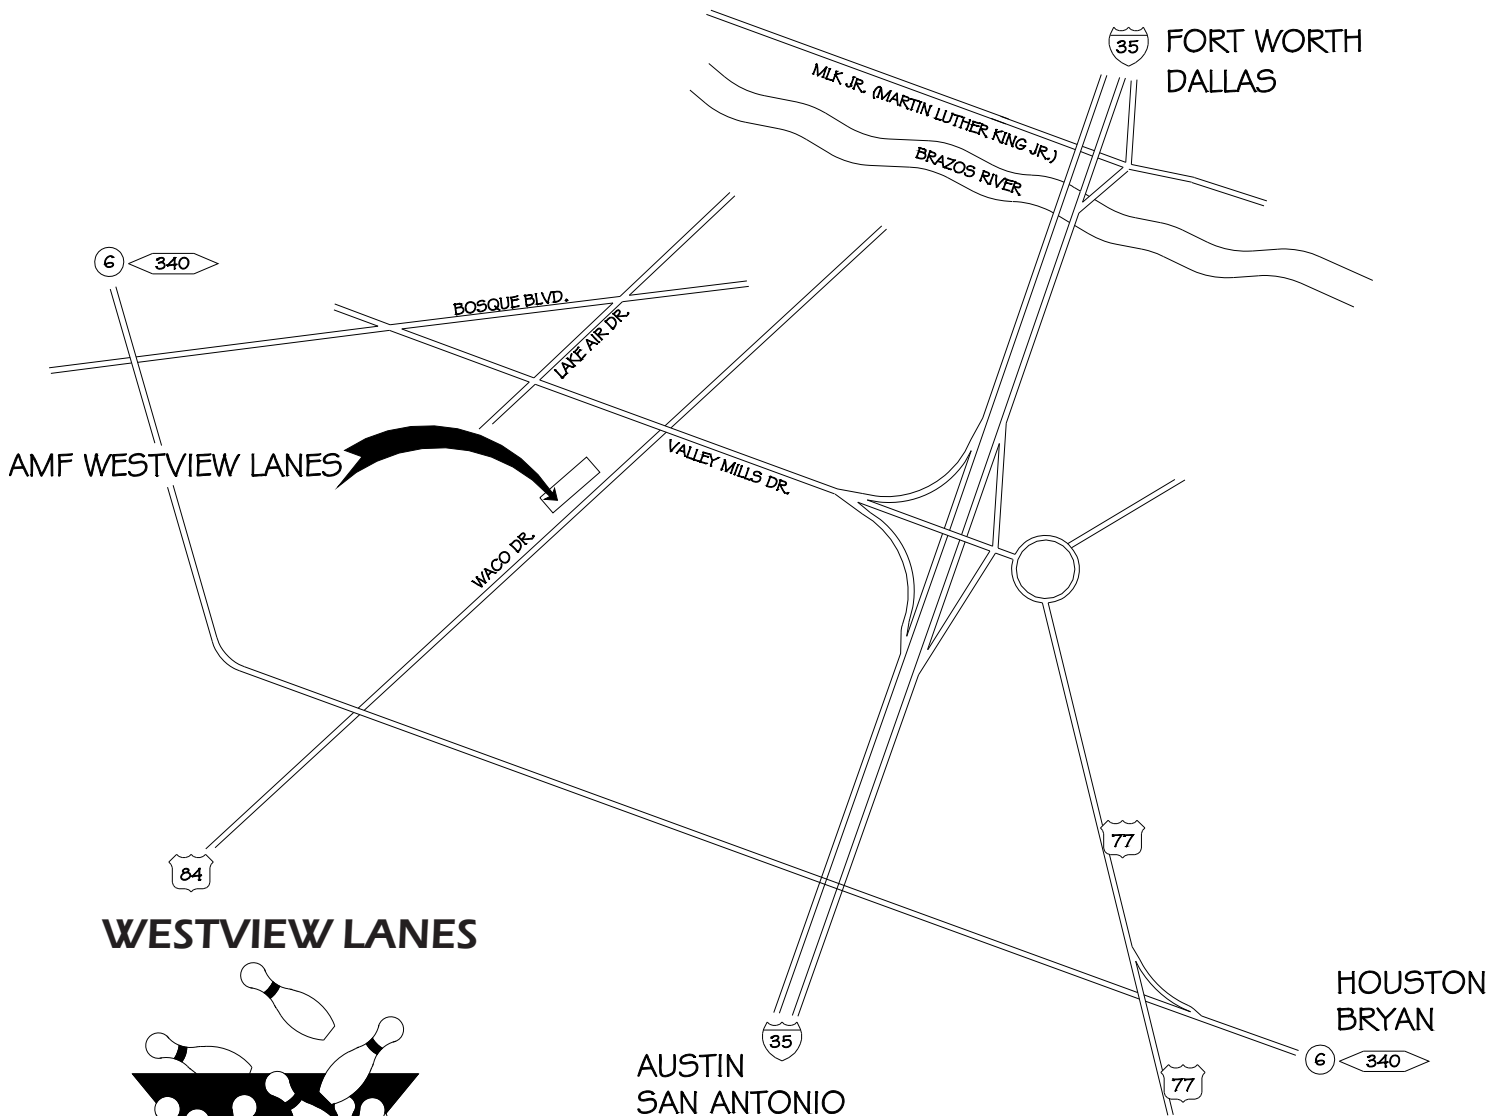 35
FORT WORTH
DALLAS
MLK JR. (MARTIN LUTHER KING JR.)
BRAZOS RIVER
6
340
BOSQUE BLVD.
LAKE AIR DR.
AMF WESTVIEW LANES
VALLEY MILLS DR.
WACO DR.
77
84
WESTVIEW LANES
HOUSTON
BRYAN
35
6
340
AUSTIN
SAN ANTONIO
77